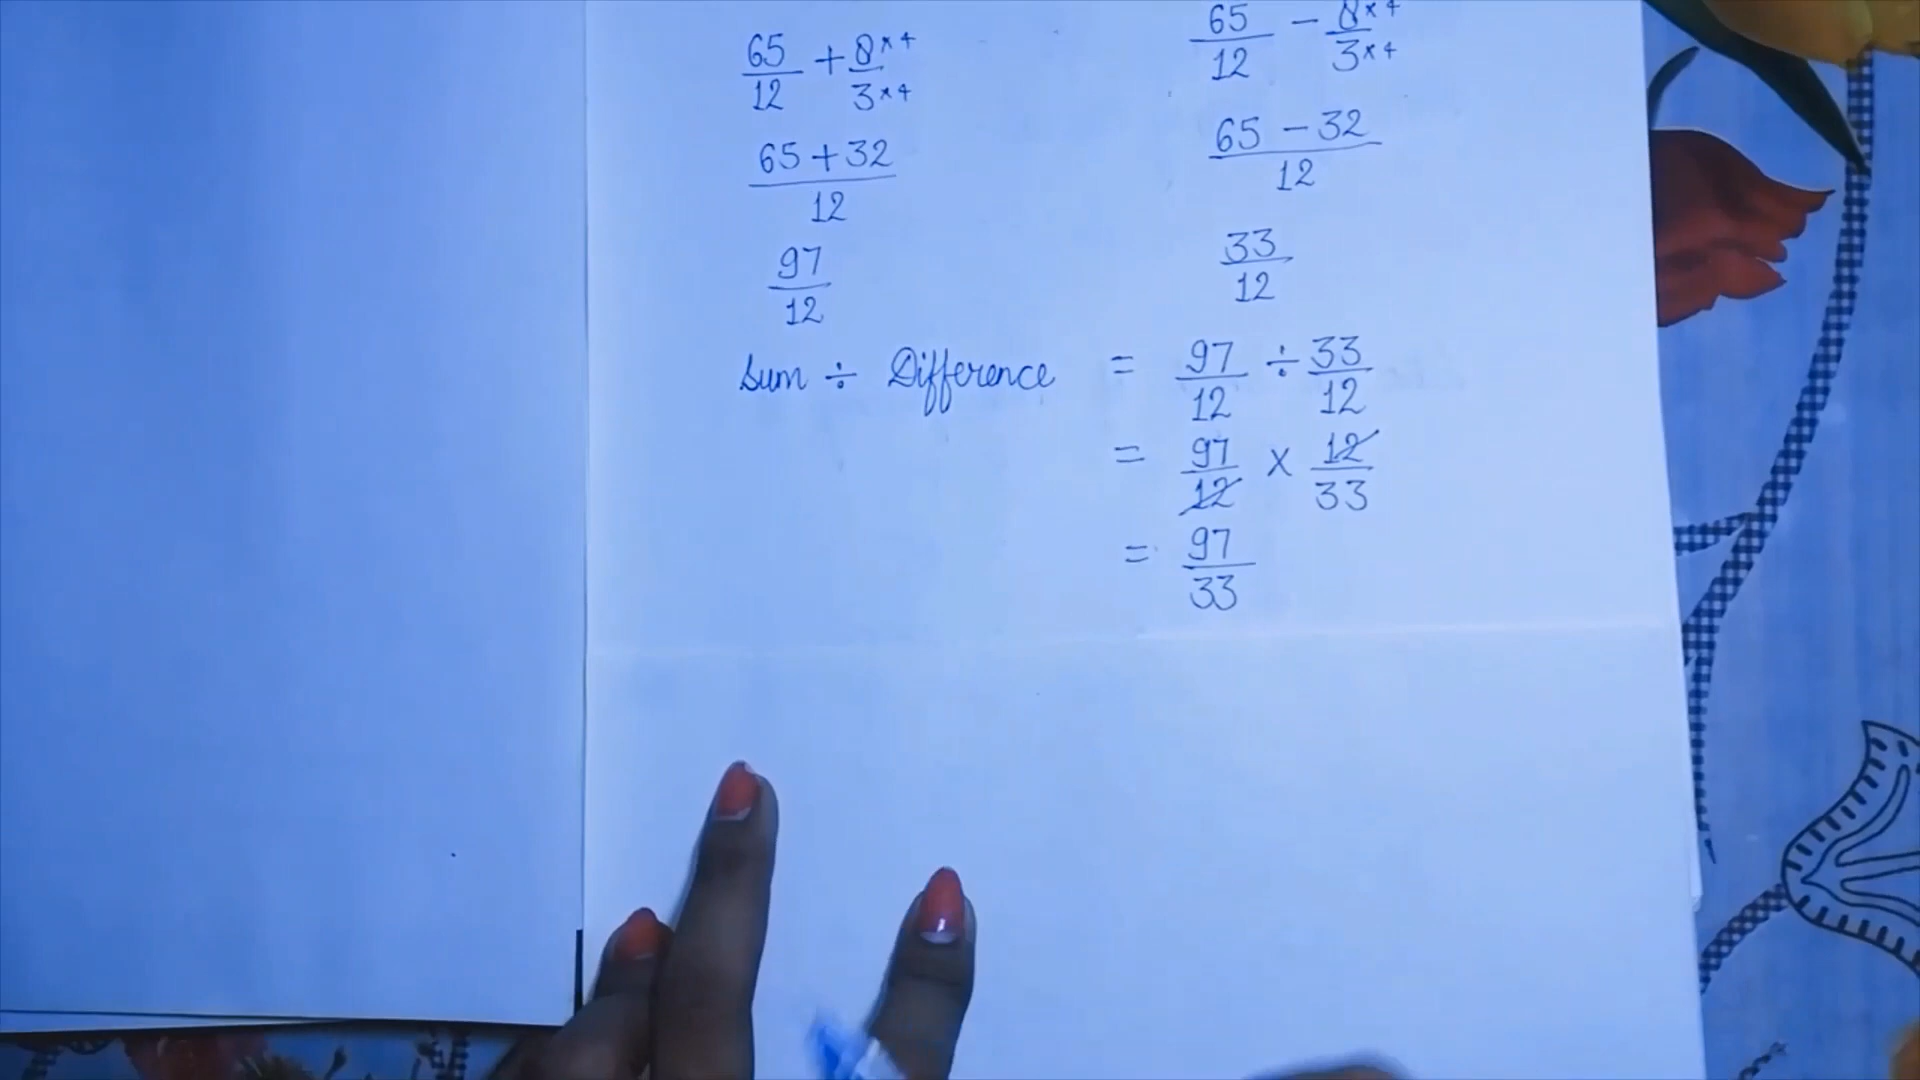 65/12 + 8×4/3×4
65 + 32/12
97/12
65/12 − 8×4/3×4
65 − 32/12
33/12
Sum ÷ Difference = 97/12 ÷ 33/12
= 97/12 × 12/33
= 97/33